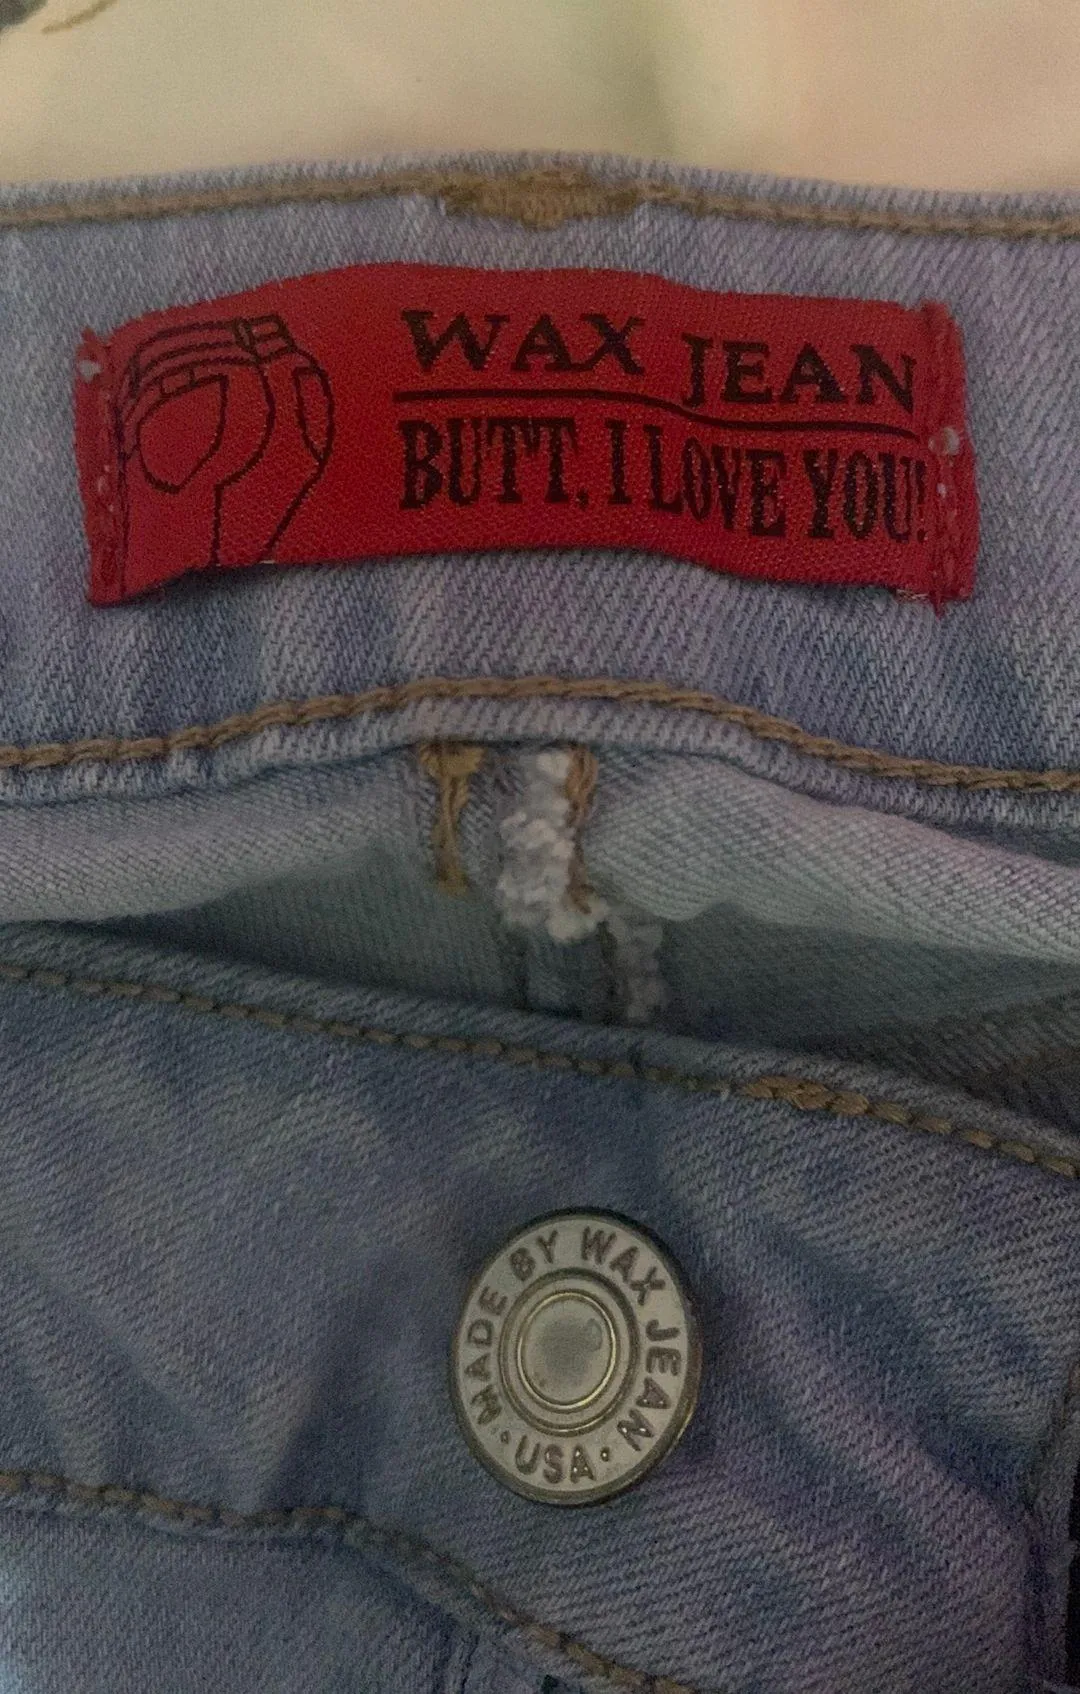 WAX JEAN
BUTT, I LOVE YOU!
MADE BY WAX JEAN
• USA •